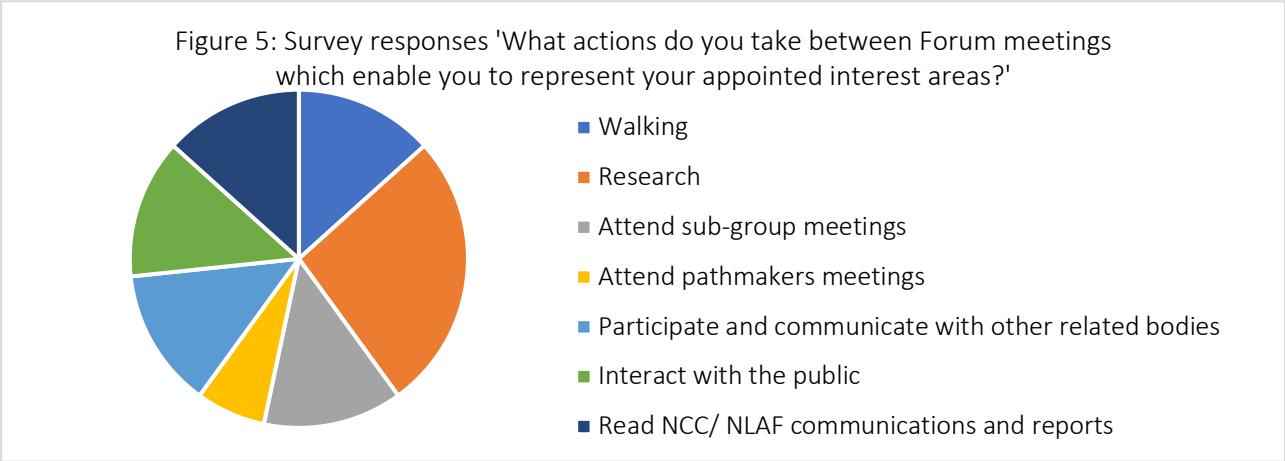 Figure 5: Survey responses 'What actions do you take between Forum meetings
which enable you to represent your appointed interest areas?'
Walking
Research
Attend sub-group meetings
Attend pathmakers meetings
Participate and communicate with other related bodies
Interact with the public
Read NCC/ NLAF communications and reports